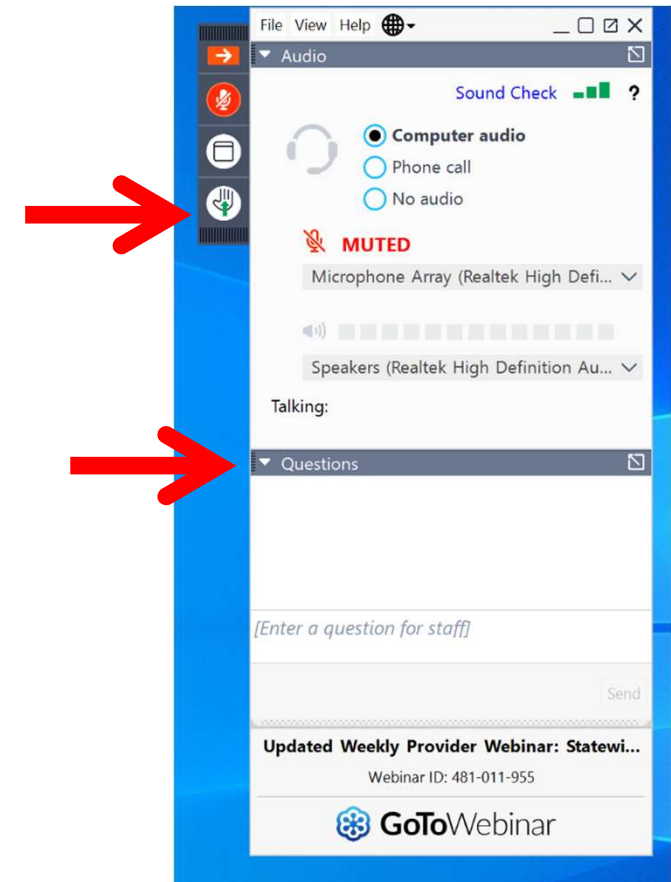 File View Help
Audio
Sound Check ?
Computer audio
Phone call
No audio
MUTED
Microphone Array (Realtek High Defi...
Speakers (Realtek High Definition Au...
Talking:
Questions
[Enter a question for staff]
Send
Updated Weekly Provider Webinar: Statewi...
Webinar ID: 481-011-955
GoToWebinar